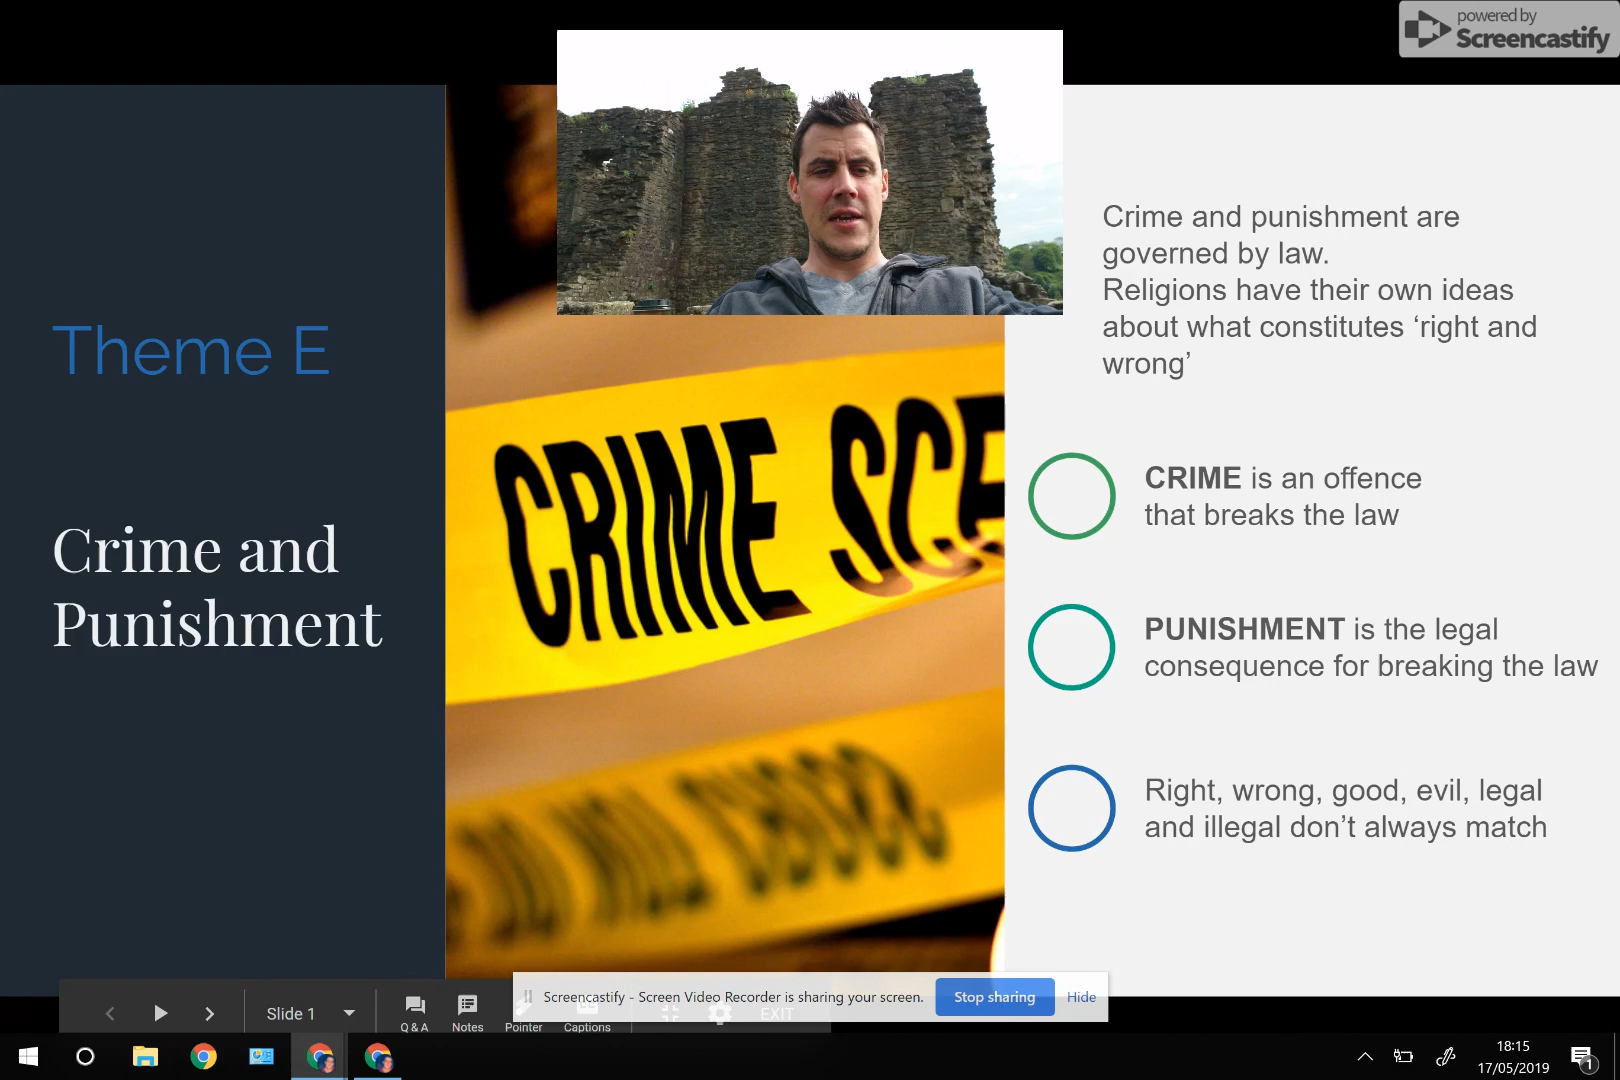 powered by
Screencastify
Theme E
Crime and
Punishment
CRIME SCE
Crime and punishment are
governed by law.
Religions have their own ideas
about what constitutes ‘right and
wrong’
CRIME is an offence
that breaks the law
PUNISHMENT is the legal
consequence for breaking the law
Right, wrong, good, evil, legal
and illegal don’t always match
Screencastify - Screen Video Recorder is sharing your screen.
Stop sharing
Hide
Slide 1
Q & A
Notes
Pointer
Captions
EXIT
18:15
17/05/2019
1